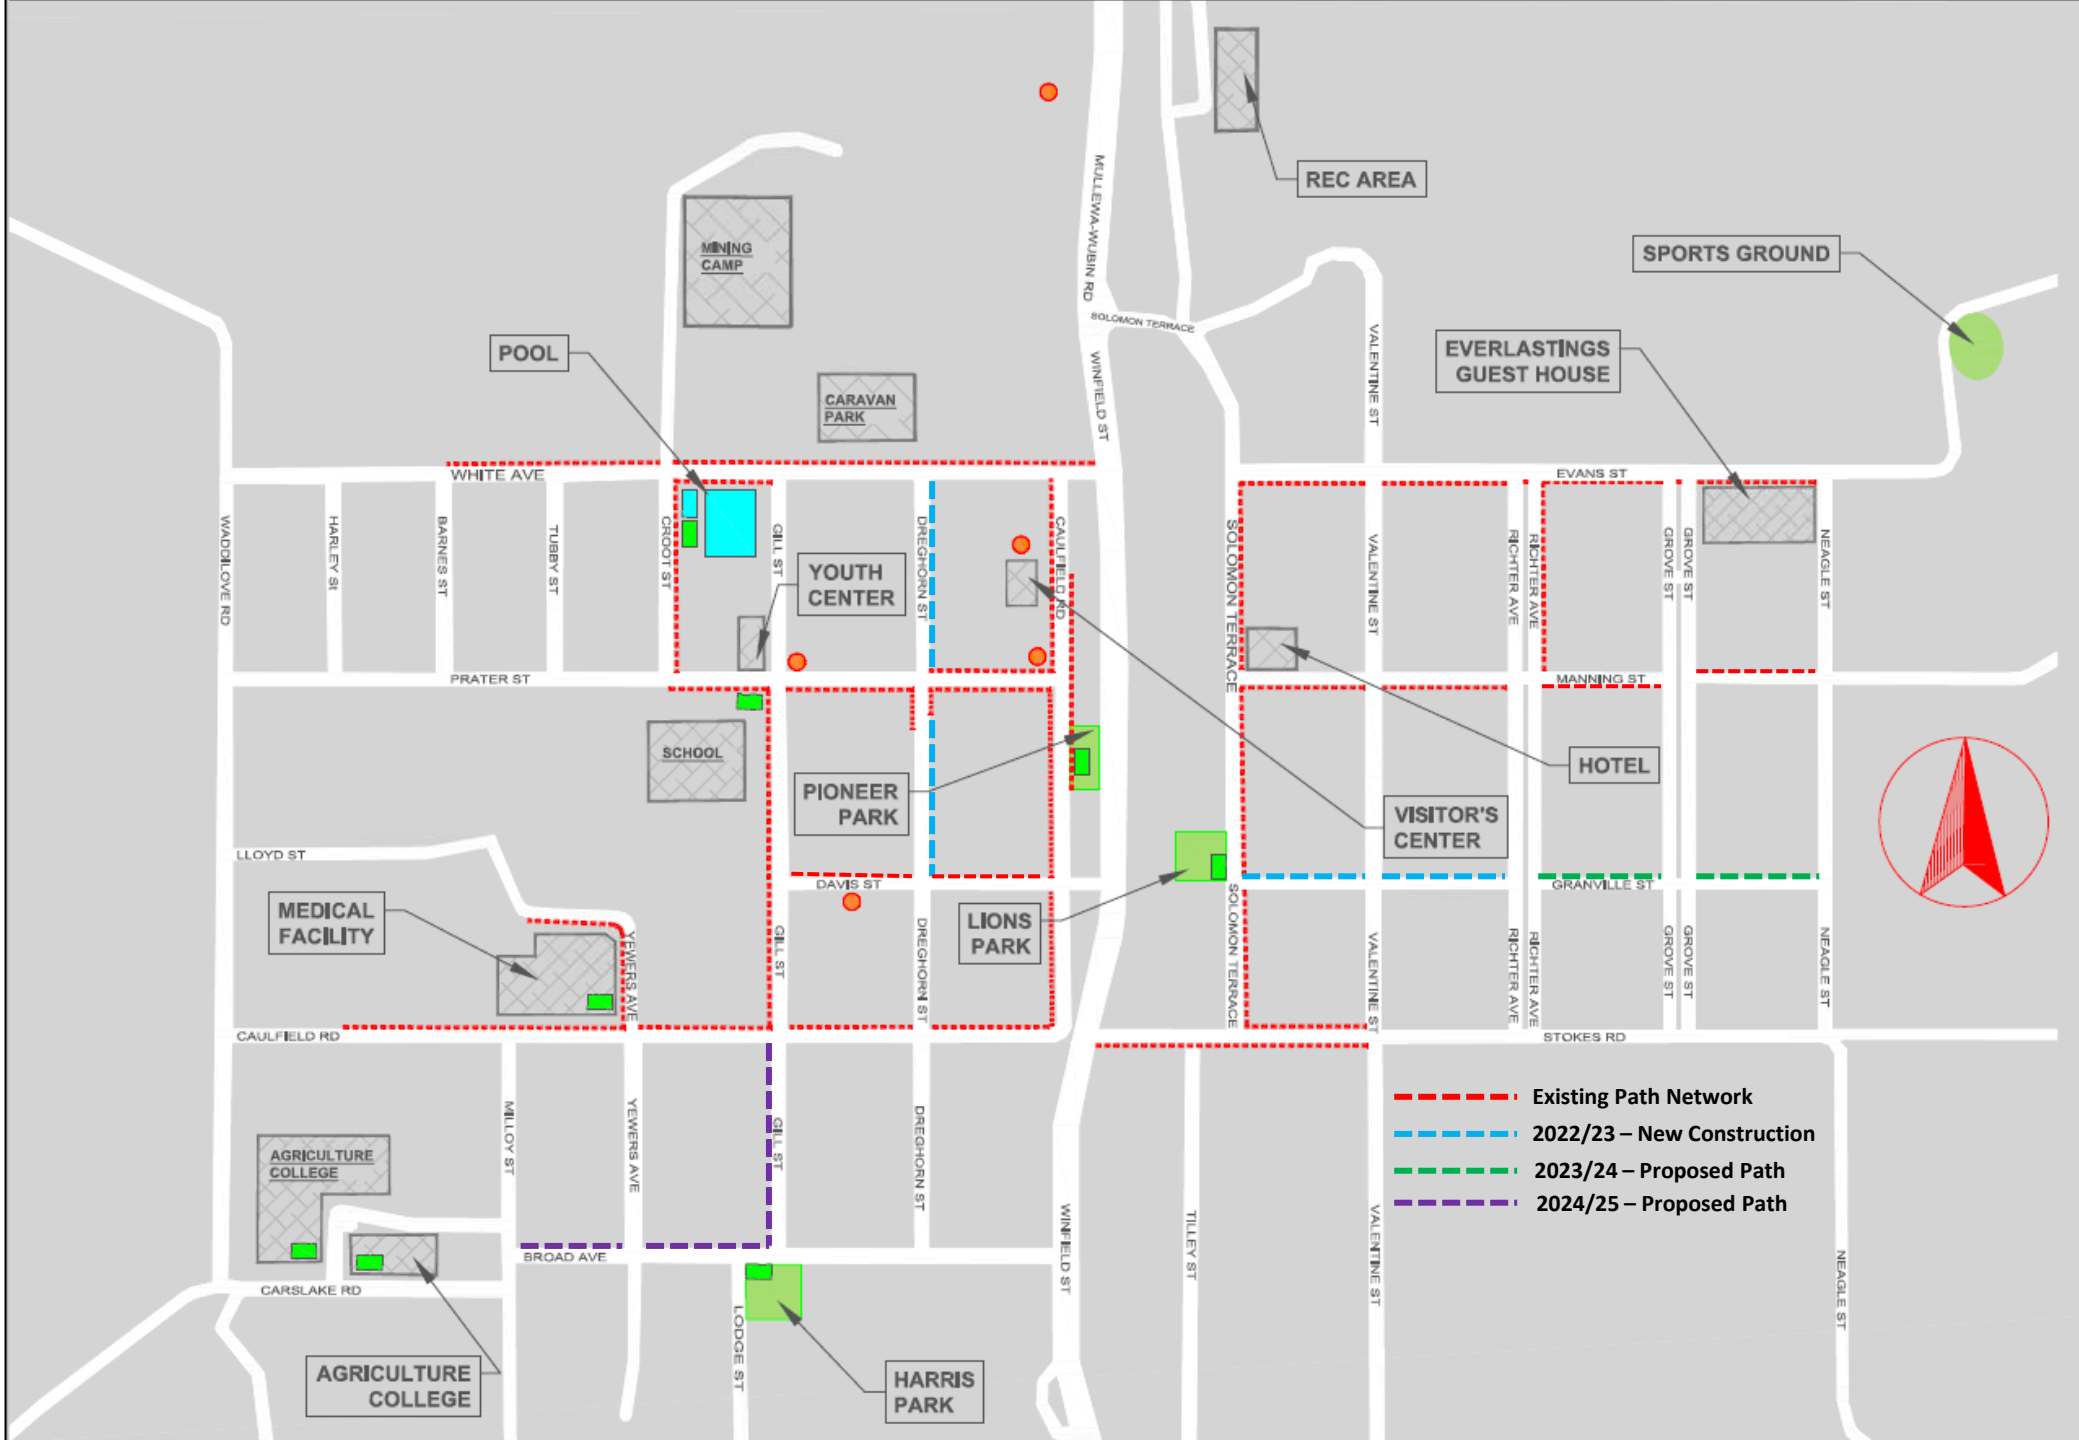 REC AREA
MULLEWA-WUBIN RD
MINING
CAMP
SPORTS GROUND
SOLOMON TERRACE
POOL
EVERLASTINGS
GUEST HOUSE
VALENTINE ST
WINFIELD ST
CARAVAN
PARK
WHITE AVE
EVANS ST
WADDILOVE RD
HARLEY St
BARNES ST
TUBBY ST
CROOT ST
GILL ST
DREGHORN ST
CAULFIELD RD
SOLOMON TERRACE
VALENTINE ST
RICHTER AVE
RICHTER AVE
GROVE ST
GROVE ST
NEAGLE ST
YOUTH
CENTER
PRATER ST
MANNING ST
SCHOOL
PIONEER
PARK
HOTEL
VISITOR'S
CENTER
LLOYD ST
DAVIS ST
GRANVILLE ST
MEDICAL
FACILITY
LIONS
PARK
YEWERS AVE
GILL ST
DREGHORN ST
SOLOMON TERRACE
VALENTINE ST
RICHTER AVE
RICHTER AVE
GROVE ST
GROVE ST
NEAGLE ST
CAULFIELD RD
STOKES RD
Existing Path Network
2022/23 – New Construction
2023/24 – Proposed Path
2024/25 – Proposed Path
MILLOY ST
YEWERS AVE
GILL ST
DREGHORN ST
AGRICULTURE
COLLEGE
WINFIELD ST
TILLEY ST
VALENTINE ST
NEAGLE ST
BROAD AVE
CARSLAKE RD
LODGE ST
AGRICULTURE
COLLEGE
HARRIS
PARK